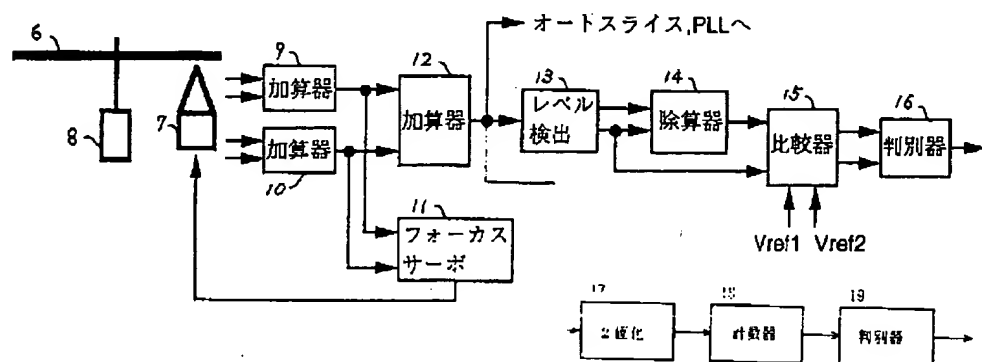 6
8
7
9
加算器
10
加算器
11
フォーカス
サーボ
12
加算器
オートスライス,PLLへ
13
レベル
検出
14
除算器
15
比較器
Vref1 Vref2
16
判別器
17
2値化
18
計数器
19
判別器